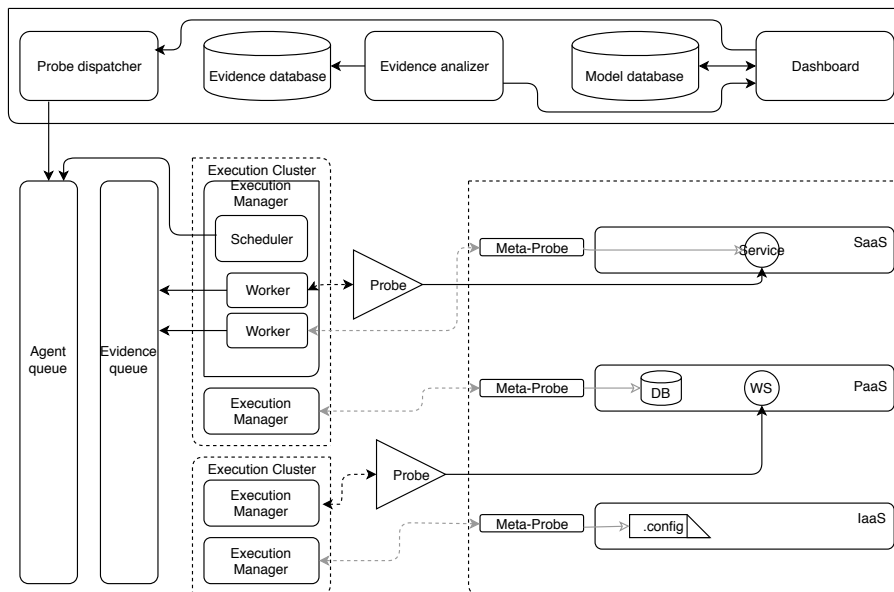 Probe dispatcher
Evidence database
Evidence analizer
Model database
Dashboard
Execution Cluster
Execution
Manager
Scheduler
Worker
Worker
Probe
Meta-Probe
Service
SaaS
Agent
queue
Evidence
queue
Execution
Manager
Meta-Probe
DB
WS
PaaS
Execution Cluster
Execution
Manager
Probe
Execution
Manager
Meta-Probe
.config
IaaS